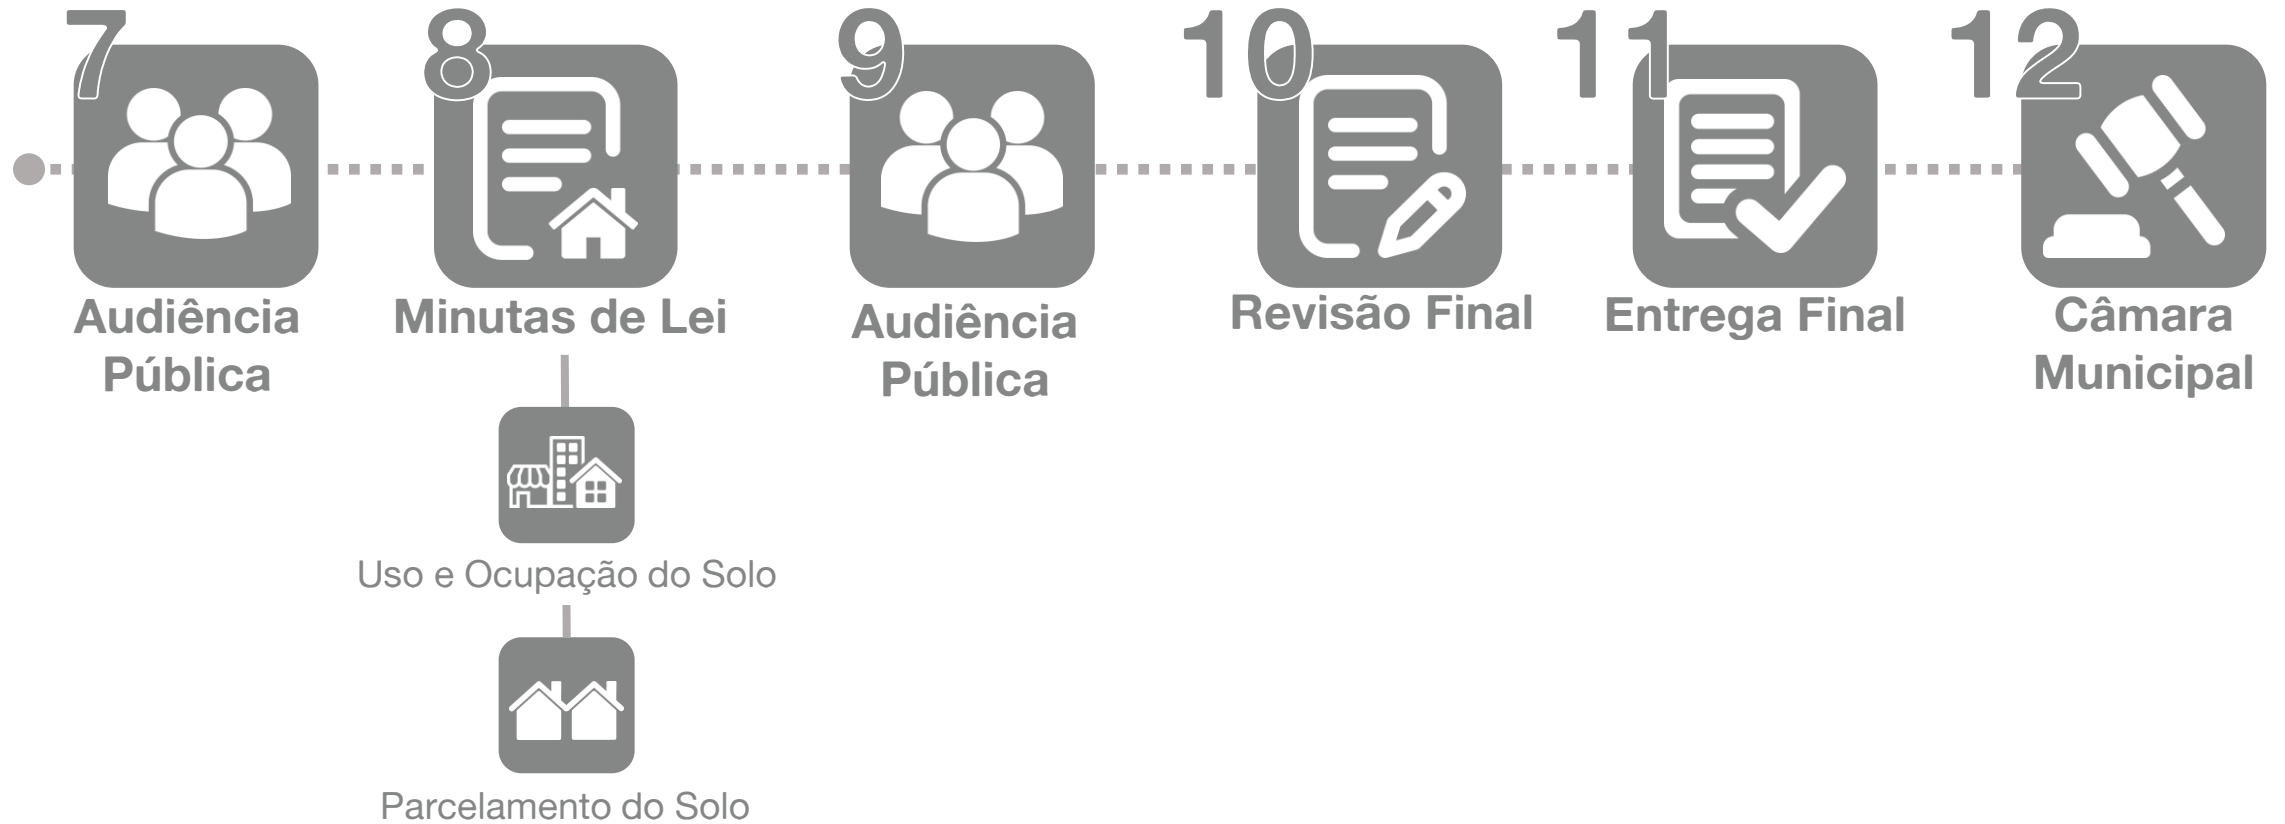 7
Audiência
Pública
8
Minutas de Lei
Uso e Ocupação do Solo
Parcelamento do Solo
9
Audiência
Pública
10
Revisão Final
11
Entrega Final
12
Câmara
Municipal